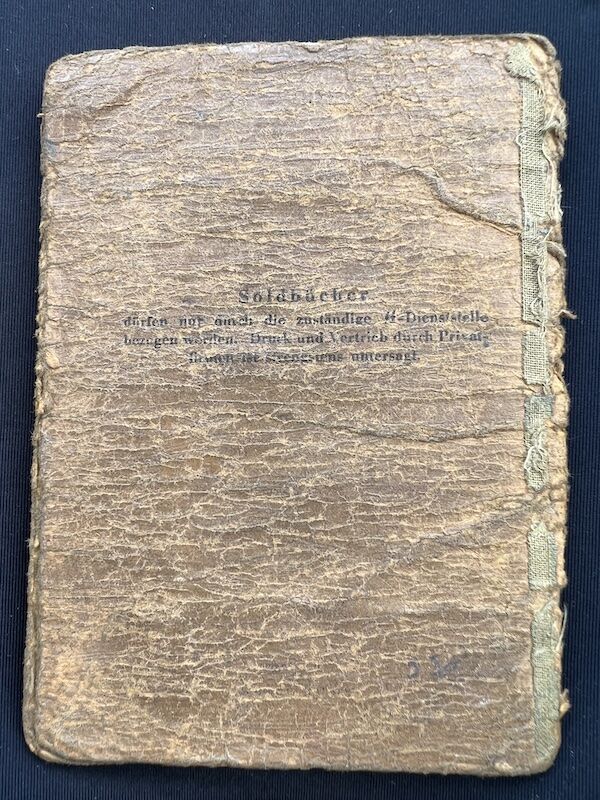 Soldbücher
dürfen nur durch die zuständige ᛋᛋ-Dienststelle
bezogen werden. Druck und Vertrieb durch Privat-
firmen ist strengstens untersagt.